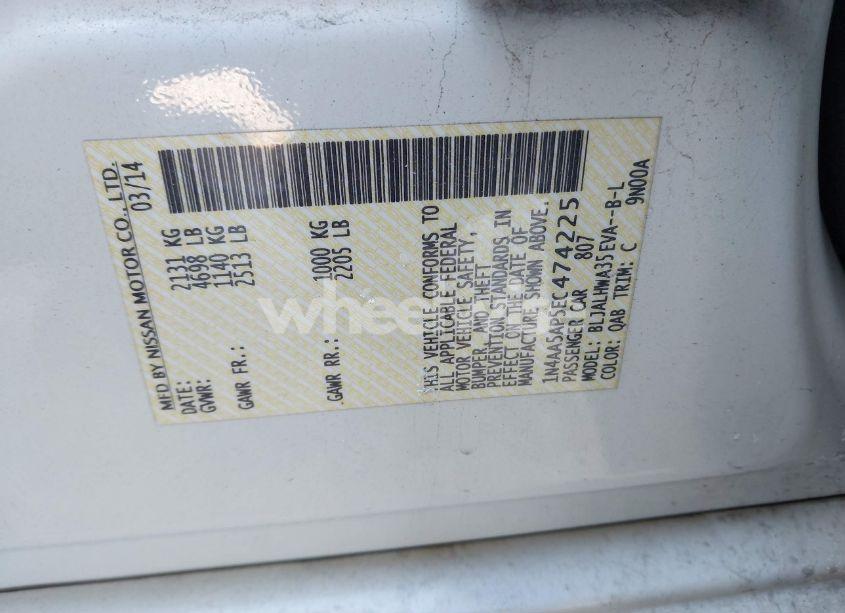 MFD BY NISSAN MOTOR CO., LTD.
DATE: 03/14
GVWR: 2131 KG
4698 LB
GAWR FR.: 1140 KG
2513 LB
GAWR RR.: 1000 KG
2205 LB
THIS VEHICLE CONFORMS TO
ALL APPLICABLE FEDERAL
MOTOR VEHICLE SAFETY,
BUMPER, AND THEFT
PREVENTION STANDARDS IN
EFFECT ON THE DATE OF
MANUFACTURE SHOWN ABOVE.
1N4AA5AP5EC474225
PASSENGER CAR 807
MODEL: BLJALHWA35EVA--B-L
COLOR: QAB TRIM: C 9N00A